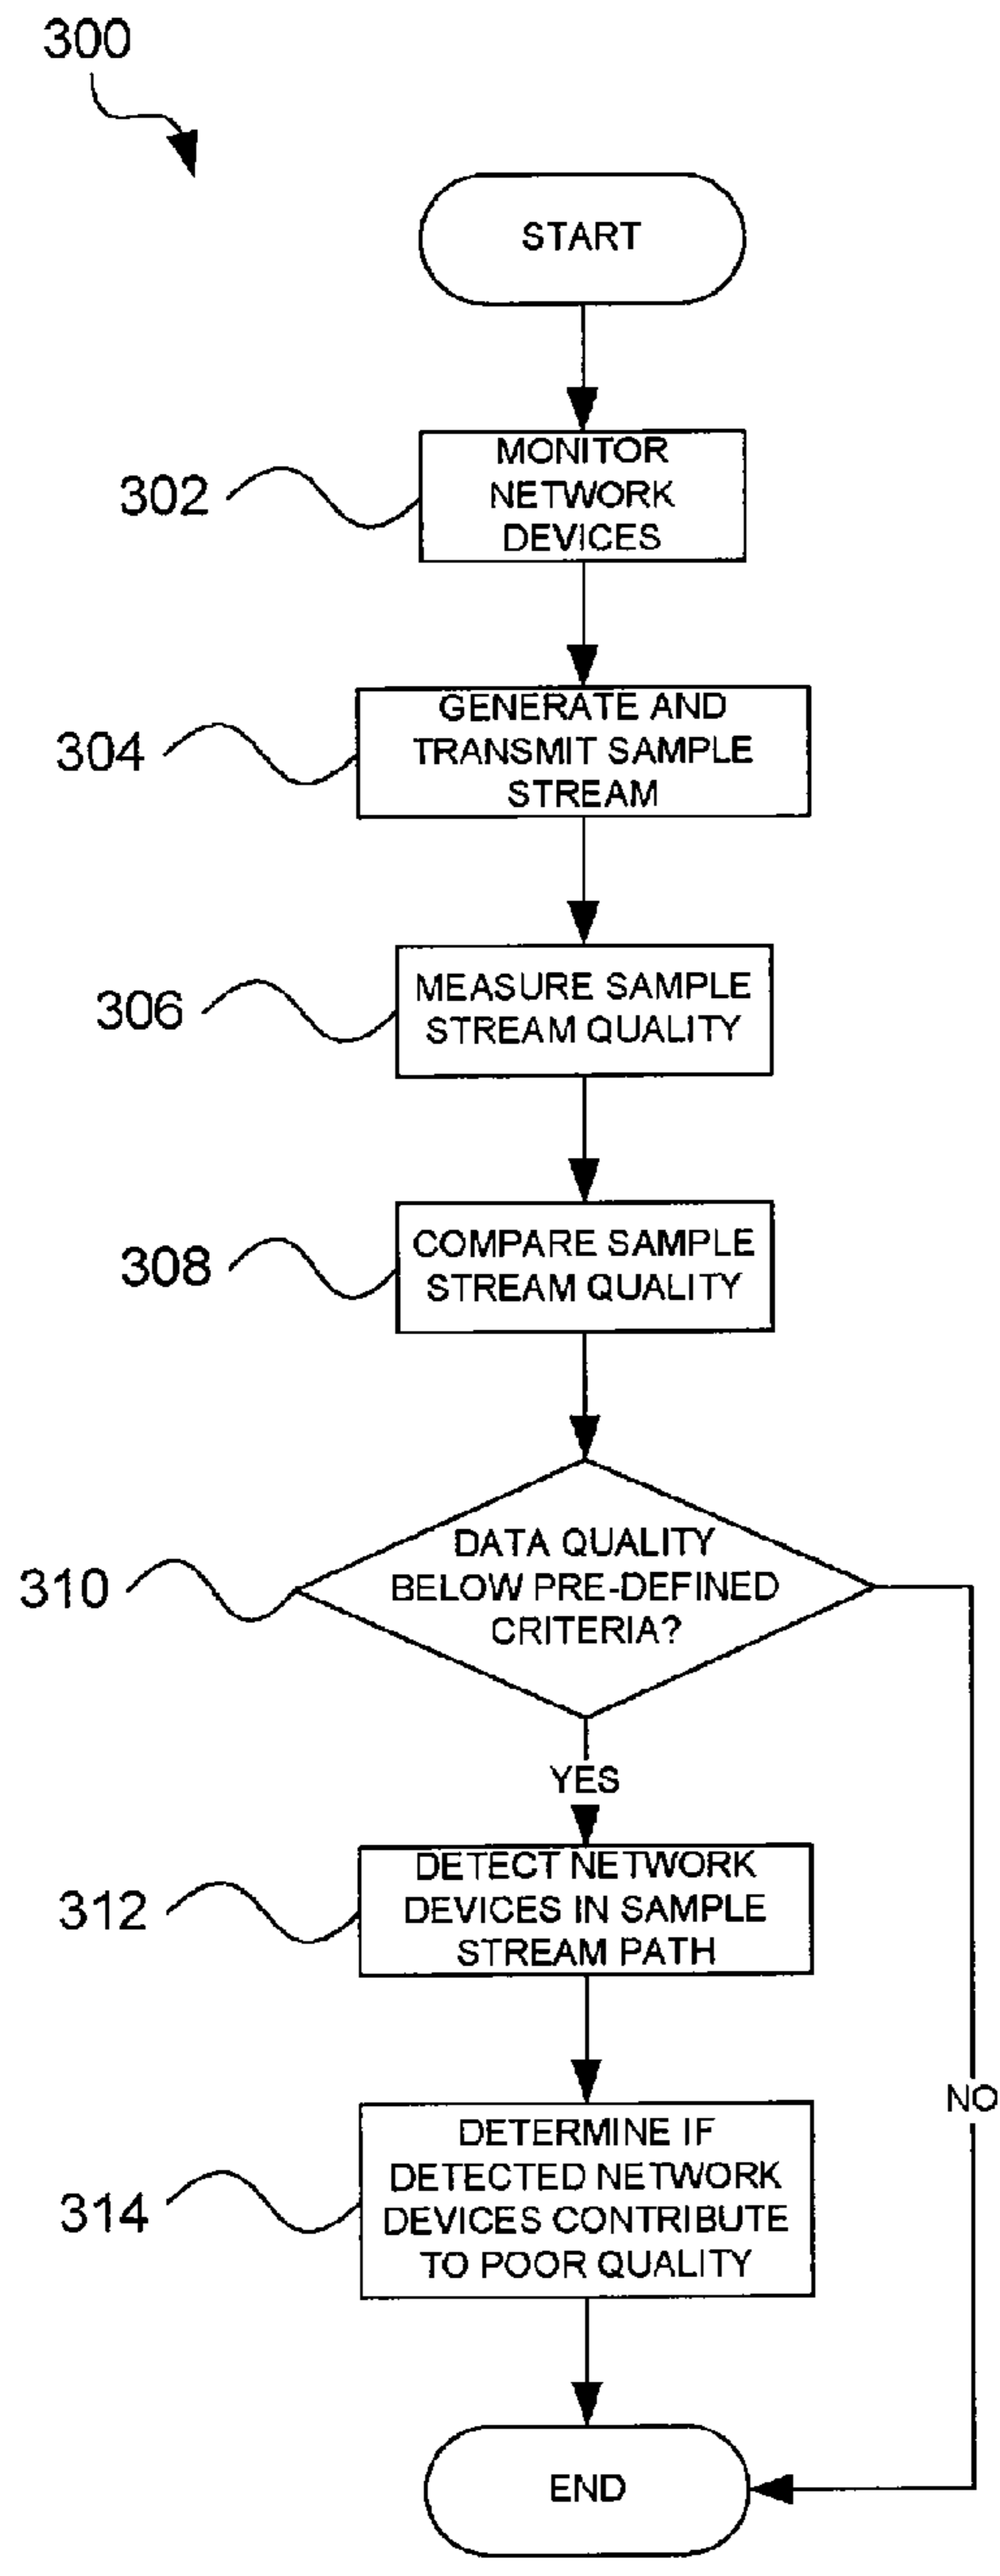 300
START
302
MONITOR
NETWORK
DEVICES
304
GENERATE AND
TRANSMIT SAMPLE
STREAM
306
MEASURE SAMPLE
STREAM QUALITY
308
COMPARE SAMPLE
STREAM QUALITY
310
DATA QUALITY
BELOW PRE-DEFINED
CRITERIA?
YES
312
DETECT NETWORK
DEVICES IN SAMPLE
STREAM PATH
NO
314
DETERMINE IF
DETECTED NETWORK
DEVICES CONTRIBUTE
TO POOR QUALITY
END